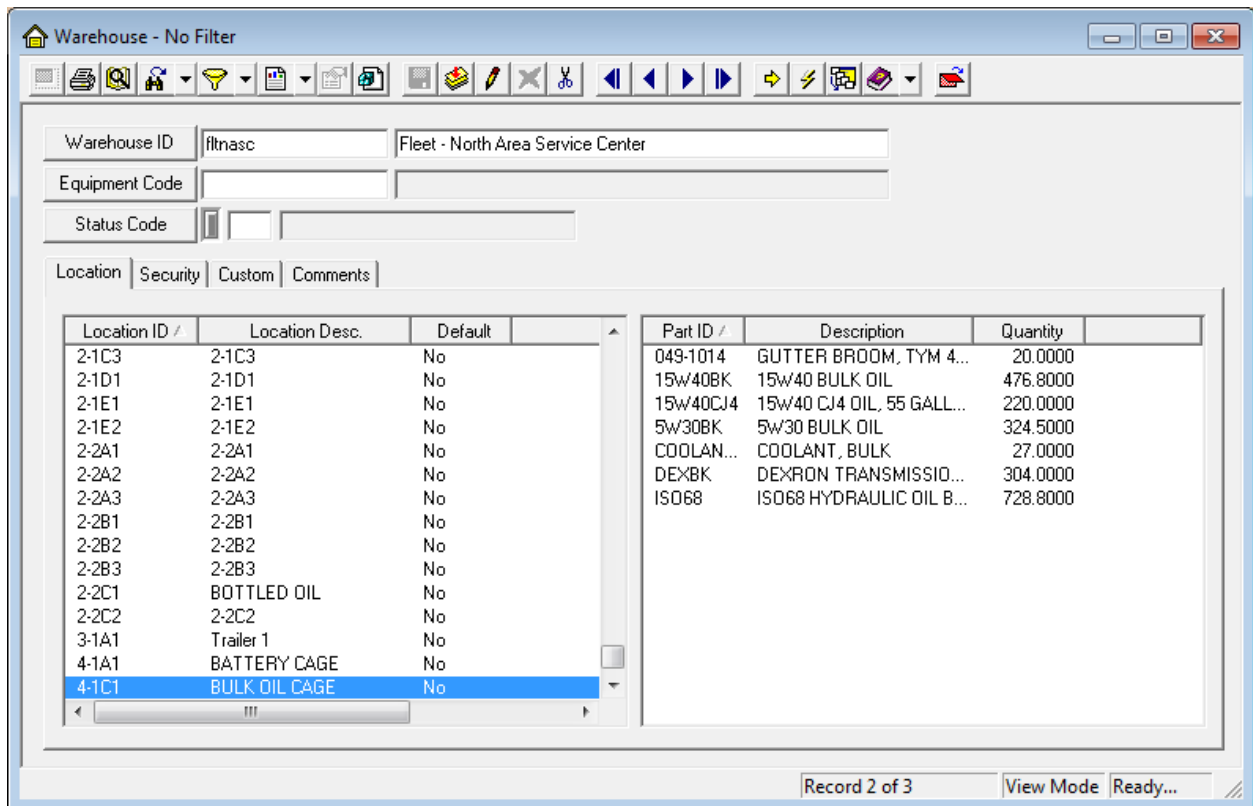 Warehouse - No Filter
Warehouse ID fltnasc Fleet - North Area Service Center
Equipment Code
Status Code
Location Security Custom Comments
Location ID Location Desc. Default
2-1C3 2-1C3 No
2-1D1 2-1D1 No
2-1E1 2-1E1 No
2-1E2 2-1E2 No
2-2A1 2-2A1 No
2-2A2 2-2A2 No
2-2A3 2-2A3 No
2-2B1 2-2B1 No
2-2B2 2-2B2 No
2-2B3 2-2B3 No
2-2C1 BOTTLED OIL No
2-2C2 2-2C2 No
3-1A1 Trailer 1 No
4-1A1 BATTERY CAGE No
4-1C1 BULK OIL CAGE No
Part ID Description Quantity
049-1014 GUTTER BROOM, TYM 4... 20.0000
15W40BK 15W40 BULK OIL 476.8000
15W40CJ4 15W40 CJ4 OIL, 55 GALL... 220.0000
5W30BK 5W30 BULK OIL 324.5000
COOLAN... COOLANT, BULK 27.0000
DEXBK DEXRON TRANSMISSIO... 304.0000
ISO68 ISO68 HYDRAULIC OIL B... 728.8000
Record 2 of 3 View Mode Ready...